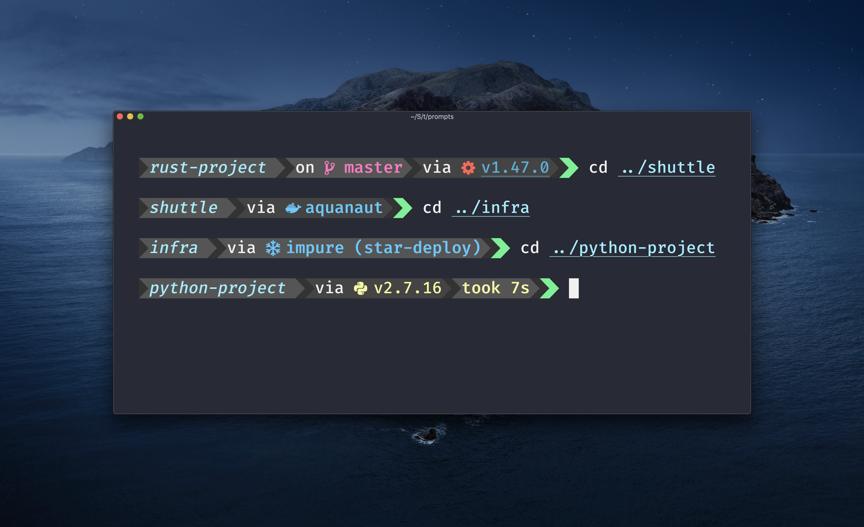 ~/S/t/prompts
rust-project on master via v1.47.0 cd ../shuttle
shuttle via aquanaut cd ../infra
infra via impure (star-deploy) cd ../python-project
python-project via v2.7.16 took 7s